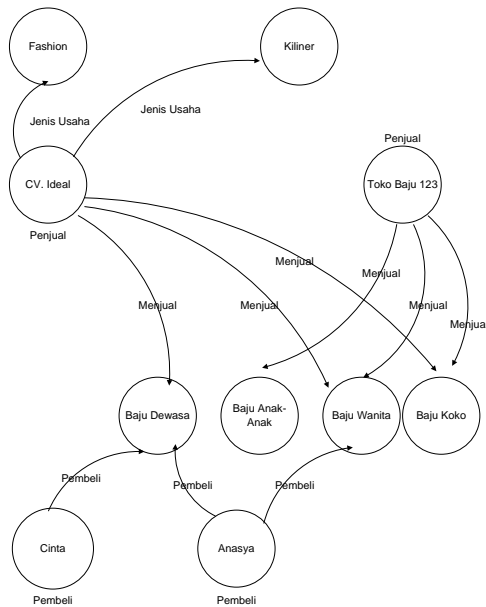 Fashion
Kiliner
Jenis Usaha
Jenis Usaha
Penjual
CV. Ideal
Toko Baju 123
Penjual
Menjual
Menjual
Menjual
Menjual
Menjual
Menjua
Baju Dewasa
Baju Anak-
Anak
Baju Wanita
Baju Koko
Pembeli
Pembeli
Pembeli
Cinta
Anasya
Pembeli
Pembeli